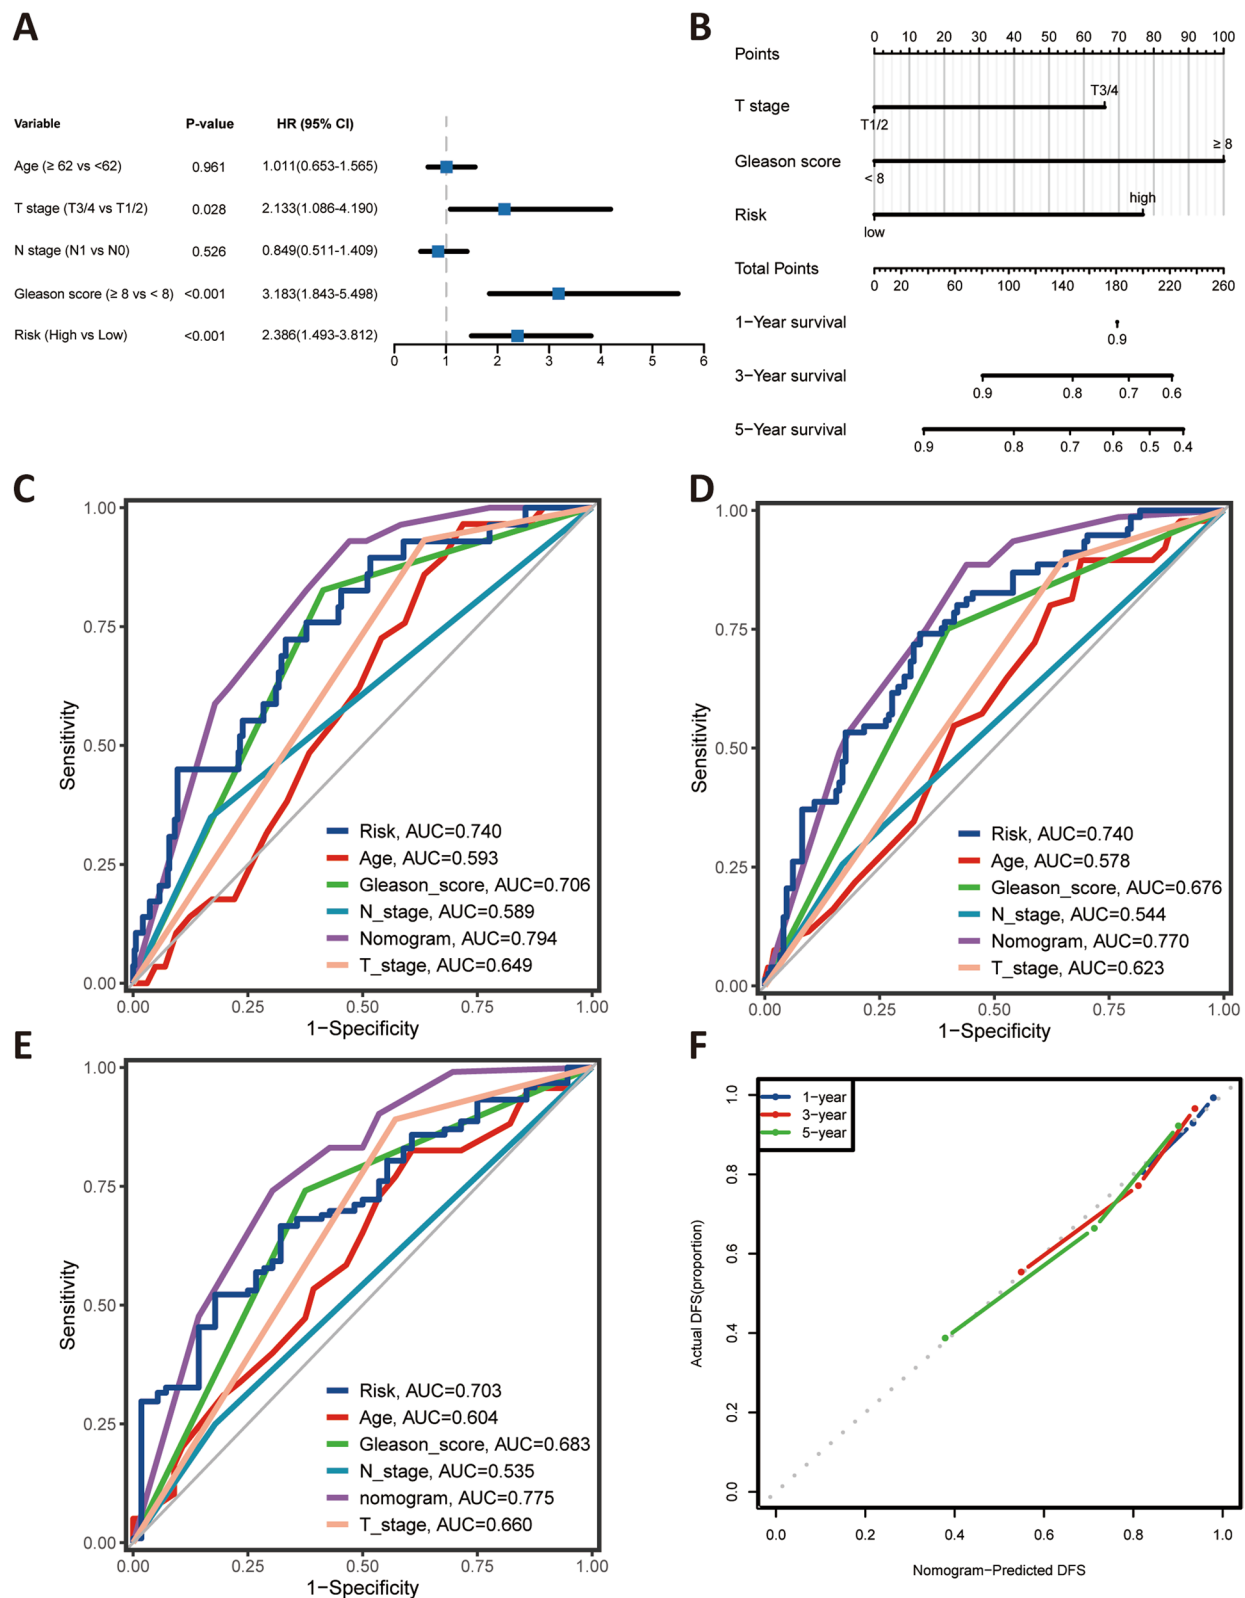 A
Variable P-value HR (95% CI)
Age (≥ 62 vs <62) 0.961 1.011(0.653-1.565)
T stage (T3/4 vs T1/2) 0.028 2.133(1.086-4.190)
N stage (N1 vs N0) 0.526 0.849(0.511-1.409)
Gleason score (≥ 8 vs < 8) <0.001 3.183(1.843-5.498)
Risk (High vs Low) <0.001 2.386(1.493-3.812)
0 1 2 3 4 5 6
B
0 10 20 30 40 50 60 70 80 90 100
Points
T3/4
T stage
T1/2
≥ 8
Gleason score
< 8
high
Risk
low
Total Points
0 20 60 100 140 180 220 260
1−Year survival
0.9
3−Year survival
0.9 0.8 0.7 0.6
5−Year survival
0.9 0.8 0.7 0.6 0.5 0.4
C
1.00
0.75
0.50
0.25
0.00
Sensitivity
Risk, AUC=0.740
Age, AUC=0.593
Gleason_score, AUC=0.706
N_stage, AUC=0.589
Nomogram, AUC=0.794
T_stage, AUC=0.649
0.00 0.25 0.50 0.75 1.00
1−Specificity
D
1.00
0.75
0.50
0.25
0.00
Sensitivity
Risk, AUC=0.740
Age, AUC=0.578
Gleason_score, AUC=0.676
N_stage, AUC=0.544
Nomogram, AUC=0.770
T_stage, AUC=0.623
0.00 0.25 0.50 0.75 1.00
1−Specificity
E
1.00
0.75
0.50
0.25
0.00
Sensitivity
Risk, AUC=0.703
Age, AUC=0.604
Gleason_score, AUC=0.683
N_stage, AUC=0.535
nomogram, AUC=0.775
T_stage, AUC=0.660
0.00 0.25 0.50 0.75 1.00
1−Specificity
F
1−year
3−year
5−year
1.0
0.8
0.6
0.4
0.2
0.0
Actual DFS(proportion)
0.0 0.2 0.4 0.6 0.8 1.0
Nomogram−Predicted DFS